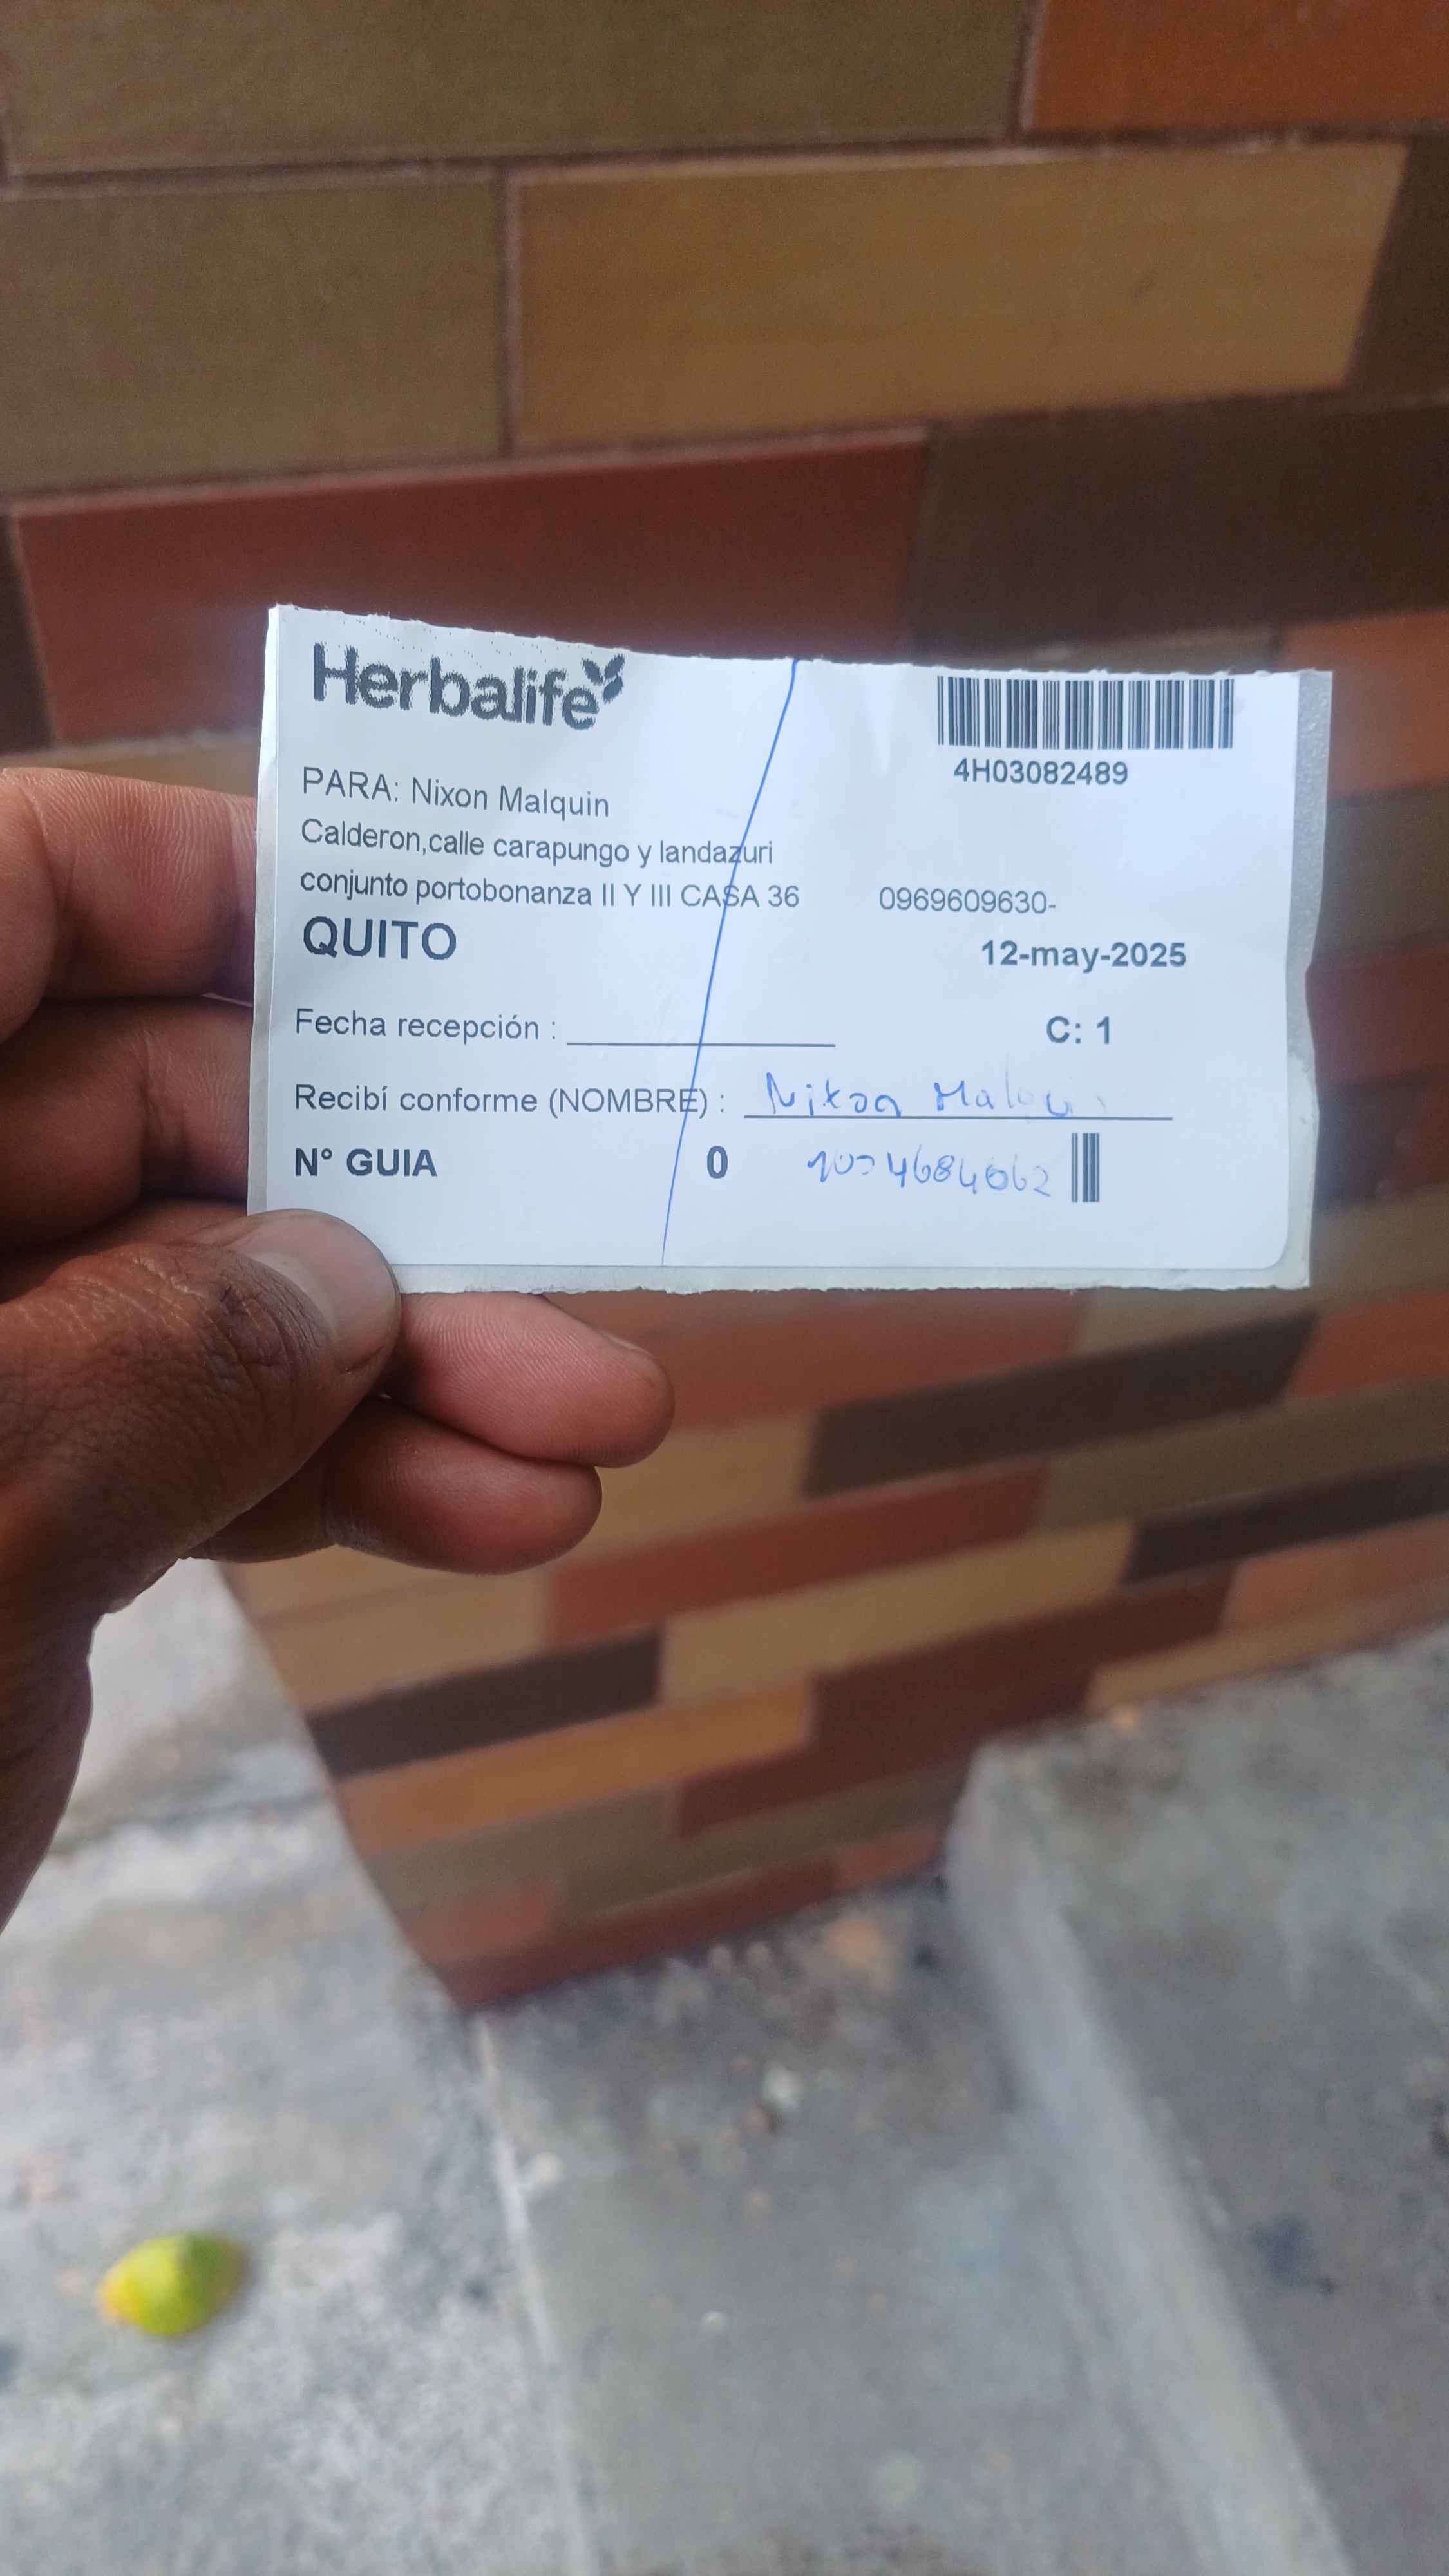 Herbalife
4H03082489
PARA: Nixon Malquin
Calderon,calle carapungo y landazuri
conjunto portobonanza II Y III CASA 36 0969609630-
QUITO
12-may-2025
Fecha recepción :
C: 1
Recibí conforme (NOMBRE) : Nixon
N° GUIA 0